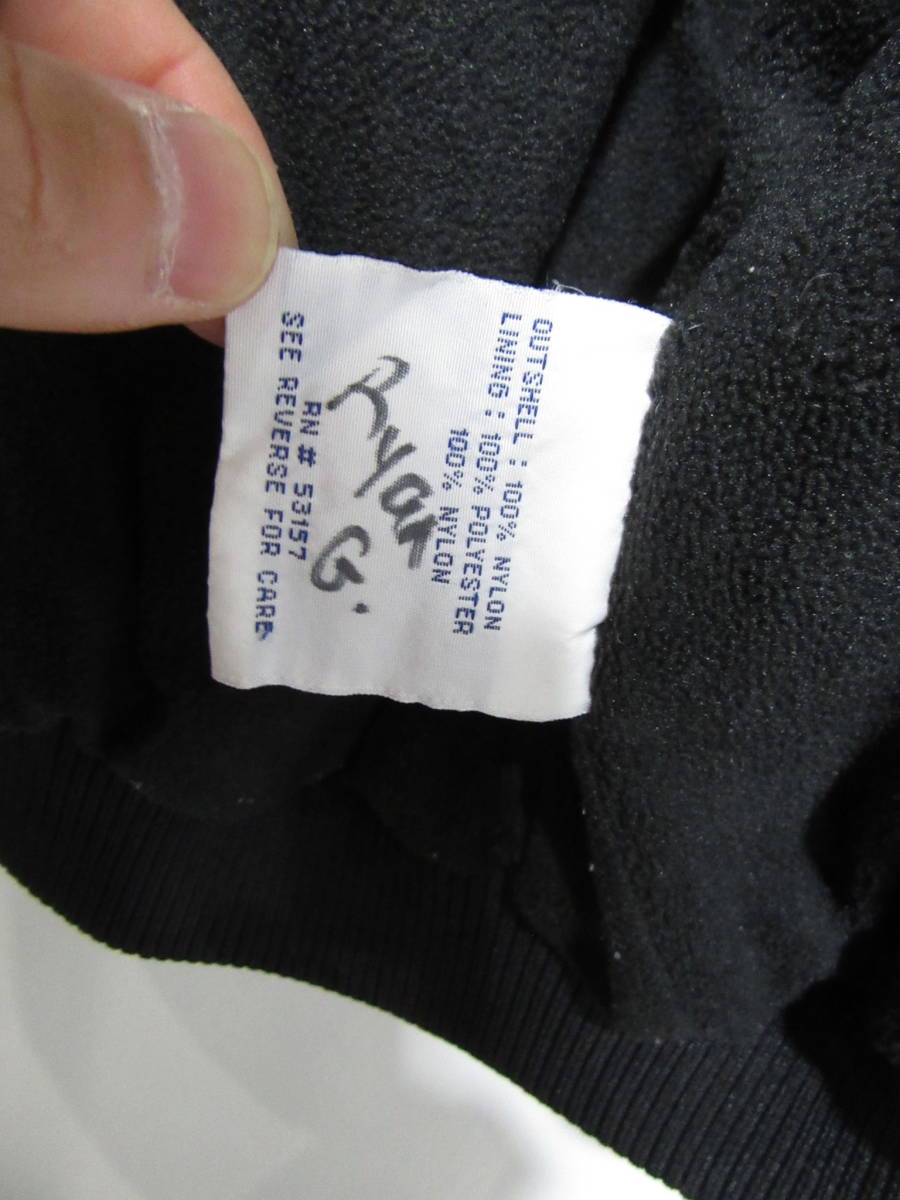 OUTSHELL : 100% NYLON
LINING : 100% POLYESTER
100% NYLON
Ryan
G.
RN # 53157
SEE REVERSE FOR CARE